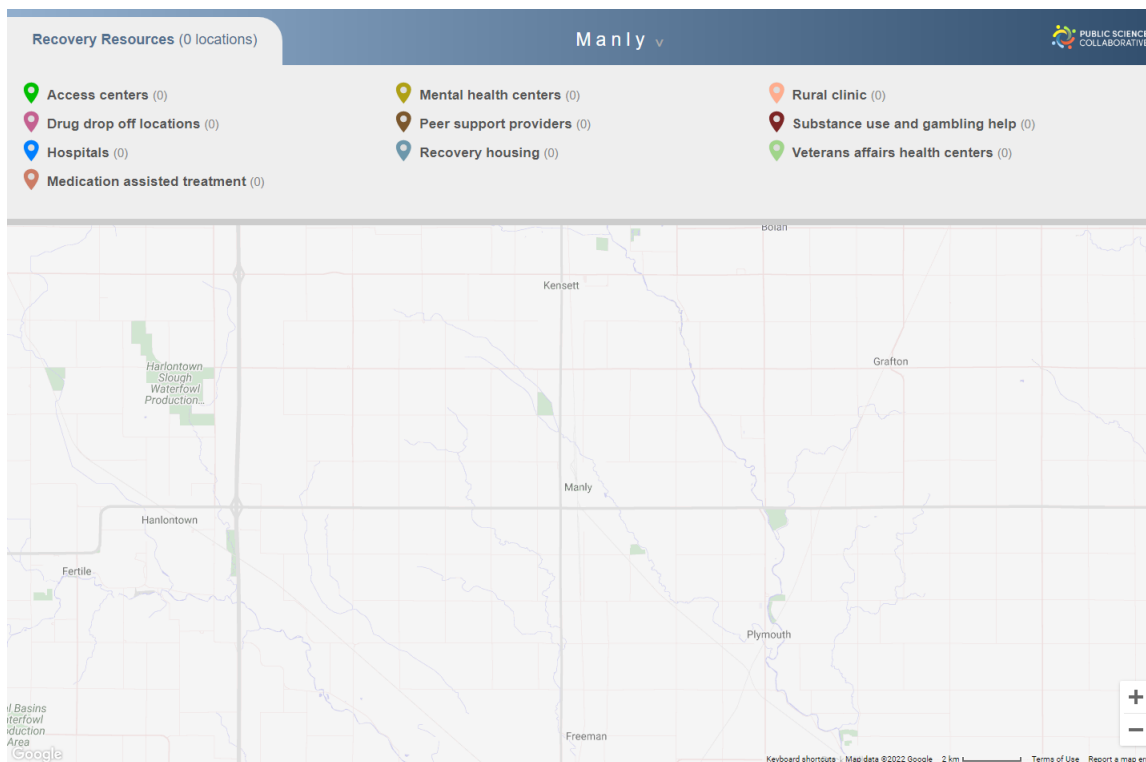 Recovery Resources (0 locations)
Manly v
PUBLIC SCIENCE
COLLABORATIVE
Access centers (0)
Mental health centers (0)
Rural clinic (0)
Drug drop off locations (0)
Peer support providers (0)
Substance use and gambling help (0)
Hospitals (0)
Recovery housing (0)
Veterans affairs health centers (0)
Medication assisted treatment (0)
Bolan
Kensett
Grafton
Harlontown
Slough
Waterfowl
Production...
Manly
Hanlontown
Fertile
Plymouth
Basins
Area
Freeman
+
−
Google
Keyboard shortcuts
Map data ©2022 Google
2 km
Terms of Use
Report a map